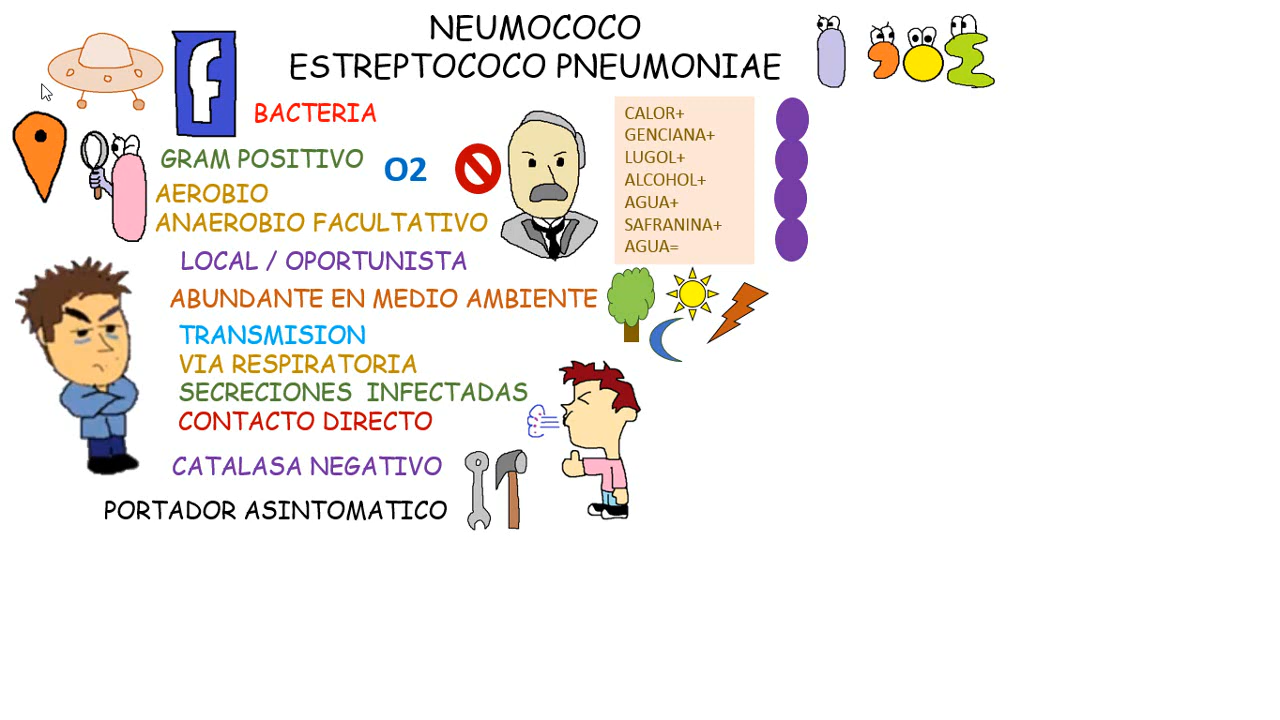 NEUMOCOCO
ESTREPTOCOCO PNEUMONIAE
f
BACTERIA
GRAM POSITIVO
O2
AEROBIO
ANAEROBIO FACULTATIVO
CALOR+
GENCIANA+
LUGOL+
ALCOHOL+
AGUA+
SAFRANINA+
AGUA=
LOCAL / OPORTUNISTA
ABUNDANTE EN MEDIO AMBIENTE
TRANSMISION
VIA RESPIRATORIA
SECRECIONES INFECTADAS
CONTACTO DIRECTO
CATALASA NEGATIVO
PORTADOR ASINTOMATICO